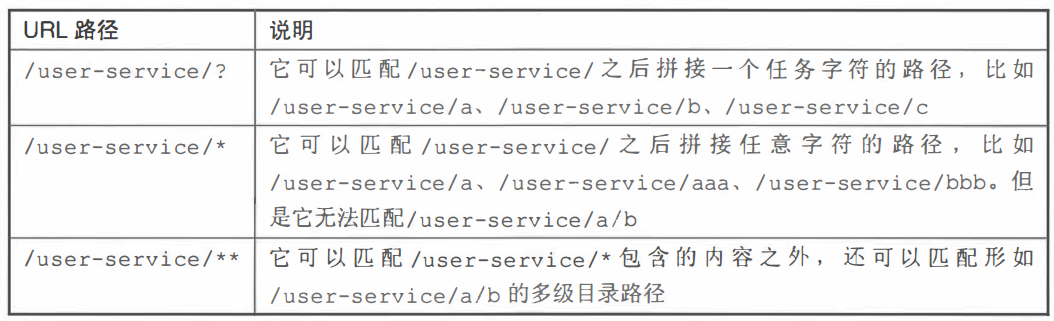 URL 路径 说明
/user-service/? 它可以匹配/user-service/之后拼接一个任务字符的路径，比如
/user-service/a、/user-service/b、/user-service/c
/user-service/* 它可以匹配/user-service/之后拼接任意字符的路径，比如
/user-service/a、/user-service/aaa、/user-service/bbb。但
是它无法匹配/user-service/a/b
/user-service/** 它可以匹配/user-service/*包含的内容之外，还可以匹配形如
/user-service/a/b的多级目录路径